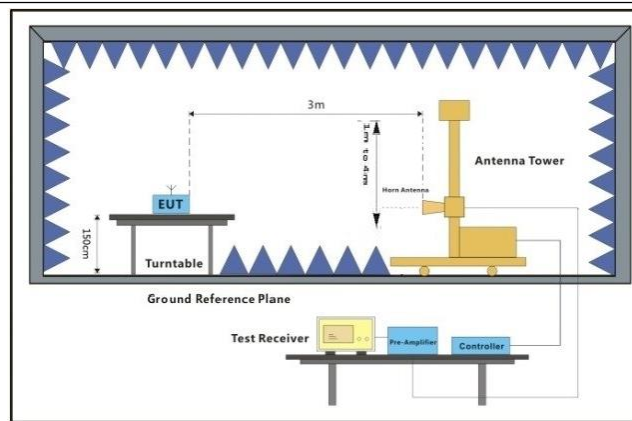 3m
1m to 4m
Antenna Tower
Horn Antenna
EUT
150cm
Turntable
Ground Reference Plane
Test Receiver
Pre-Amplifier
Controller